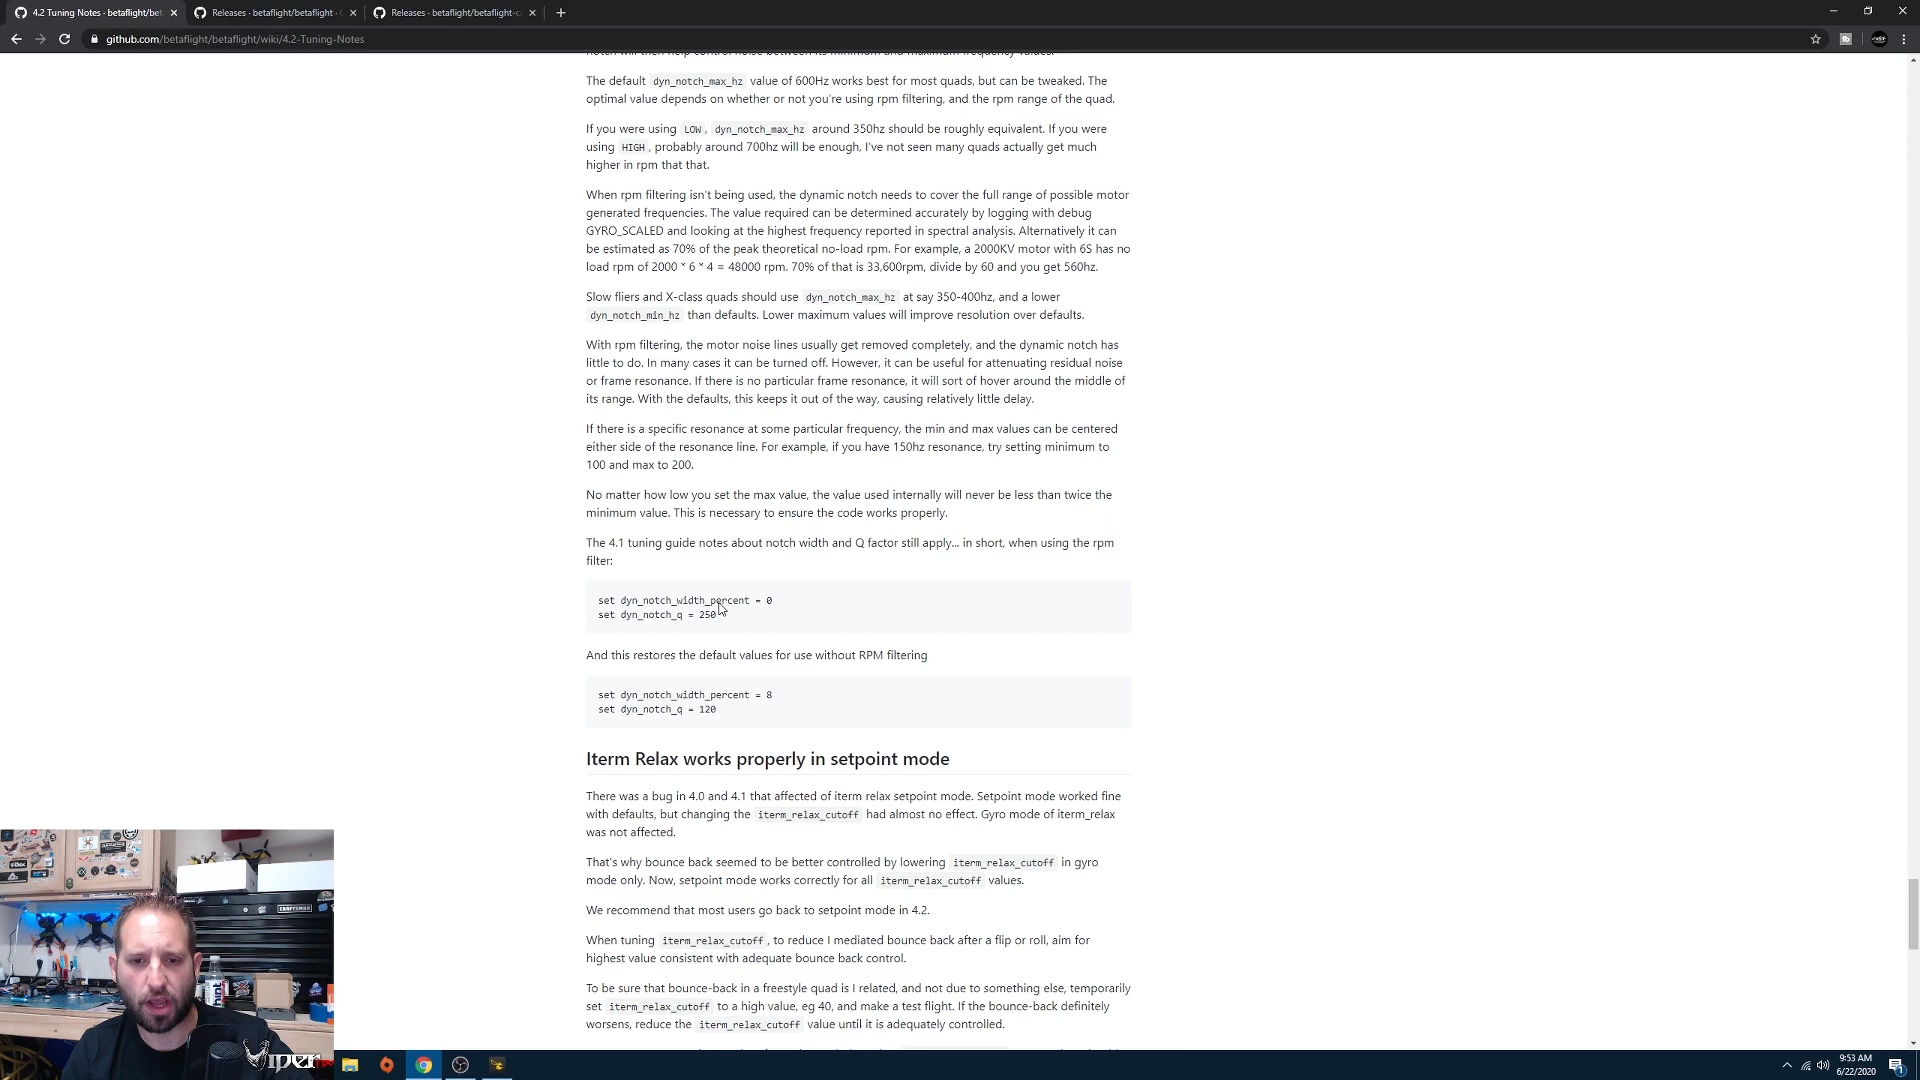 4.2 Tuning Notes · betaflight/bet
Releases · betaflight/betaflight ·
Releases · betaflight/betaflight-c
github.com/betaflight/betaflight/wiki/4.2-Tuning-Notes
notch will then help control noise between its minimum and maximum frequency values.
The default dyn_notch_max_hz value of 600Hz works best for most quads, but can be tweaked. The
optimal value depends on whether or not you're using rpm filtering, and the rpm range of the quad.
If you were using LOW, dyn_notch_max_hz around 350hz should be roughly equivalent. If you were
using HIGH, probably around 700hz will be enough, I've not seen many quads actually get much
higher in rpm that that.
When rpm filtering isn't being used, the dynamic notch needs to cover the full range of possible motor
generated frequencies. The value required can be determined accurately by logging with debug
GYRO_SCALED and looking at the highest frequency reported in spectral analysis. Alternatively it can
be estimated as 70% of the peak theoretical no-load rpm. For example, a 2000KV motor with 6S has no
load rpm of 2000 * 6 * 4 = 48000 rpm. 70% of that is 33,600rpm, divide by 60 and you get 560hz.
Slow fliers and X-class quads should use dyn_notch_max_hz at say 350-400hz, and a lower
dyn_notch_min_hz than defaults. Lower maximum values will improve resolution over defaults.
With rpm filtering, the motor noise lines usually get removed completely, and the dynamic notch has
little to do. In many cases it can be turned off. However, it can be useful for attenuating residual noise
or frame resonance. If there is no particular frame resonance, it will sort of hover around the middle of
its range. With the defaults, this keeps it out of the way, causing relatively little delay.
If there is a specific resonance at some particular frequency, the min and max values can be centered
either side of the resonance line. For example, if you have 150hz resonance, try setting minimum to
100 and max to 200.
No matter how low you set the max value, the value used internally will never be less than twice the
minimum value. This is necessary to ensure the code works properly.
The 4.1 tuning guide notes about notch width and Q factor still apply... in short, when using the rpm
filter:
set dyn_notch_width_percent = 0
set dyn_notch_q = 250
And this restores the default values for use without RPM filtering
set dyn_notch_width_percent = 8
set dyn_notch_q = 120
Iterm Relax works properly in setpoint mode
There was a bug in 4.0 and 4.1 that affected of iterm relax setpoint mode. Setpoint mode worked fine
with defaults, but changing the iterm_relax_cutoff had almost no effect. Gyro mode of iterm_relax
was not affected.
That's why bounce back seemed to be better controlled by lowering iterm_relax_cutoff in gyro
mode only. Now, setpoint mode works correctly for all iterm_relax_cutoff values.
We recommend that most users go back to setpoint mode in 4.2.
When tuning iterm_relax_cutoff, to reduce I mediated bounce back after a flip or roll, aim for
highest value consistent with adequate bounce back control.
To be sure that bounce-back in a freestyle quad is I related, and not due to something else, temporarily
set iterm_relax_cutoff to a high value, eg 40, and make a test flight. If the bounce-back definitely
worsens, reduce the iterm_relax_cutoff value until it is adequately controlled.
CRAFTSMAN
mint
Viper
9:53 AM
6/22/2020